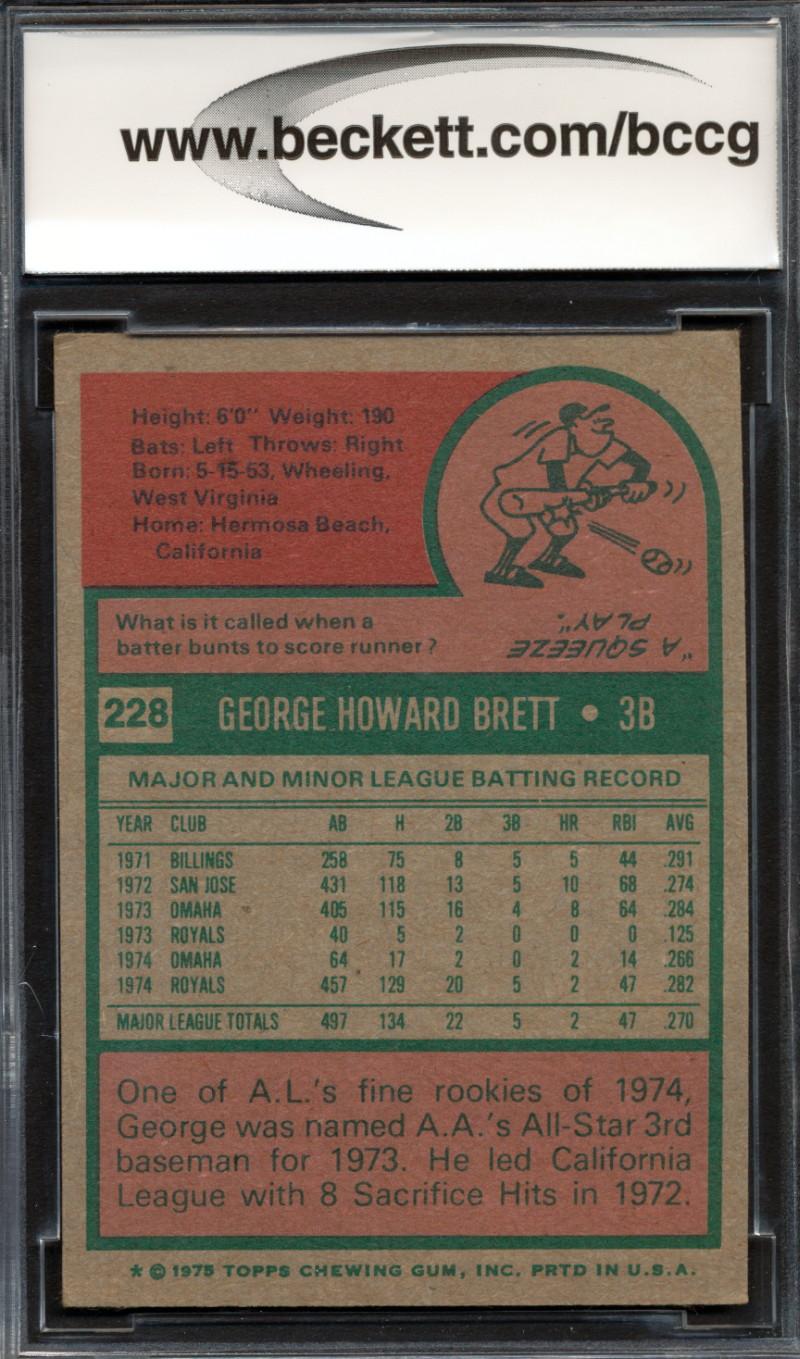 www.beckett.com/bccg
Height: 6'0" Weight: 190
Bats: Left Throws: Right
Born: 5-15-53, Wheeling,
West Virginia
Home: Hermosa Beach,
California
What is it called when a
batter bunts to score runner?
"A SQUEEZE
PLAY".
228 GEORGE HOWARD BRETT • 3B
MAJOR AND MINOR LEAGUE BATTING RECORD
YEAR CLUB AB H 2B 3B HR RBI AVG
1971 BILLINGS 258 75 8 5 5 44 .291
1972 SAN JOSE 431 118 13 5 10 68 .274
1973 OMAHA 405 115 16 4 8 64 .284
1973 ROYALS 40 5 2 0 0 0 .125
1974 OMAHA 64 17 2 0 2 14 .266
1974 ROYALS 457 129 20 5 2 47 .282
MAJOR LEAGUE TOTALS 497 134 22 5 2 47 .270
One of A.L.'s fine rookies of 1974,
George was named A.A.'s All-Star 3rd
baseman for 1973. He led California
League with 8 Sacrifice Hits in 1972.
* © 1975 TOPPS CHEWING GUM, INC. PRTD IN U.S.A.